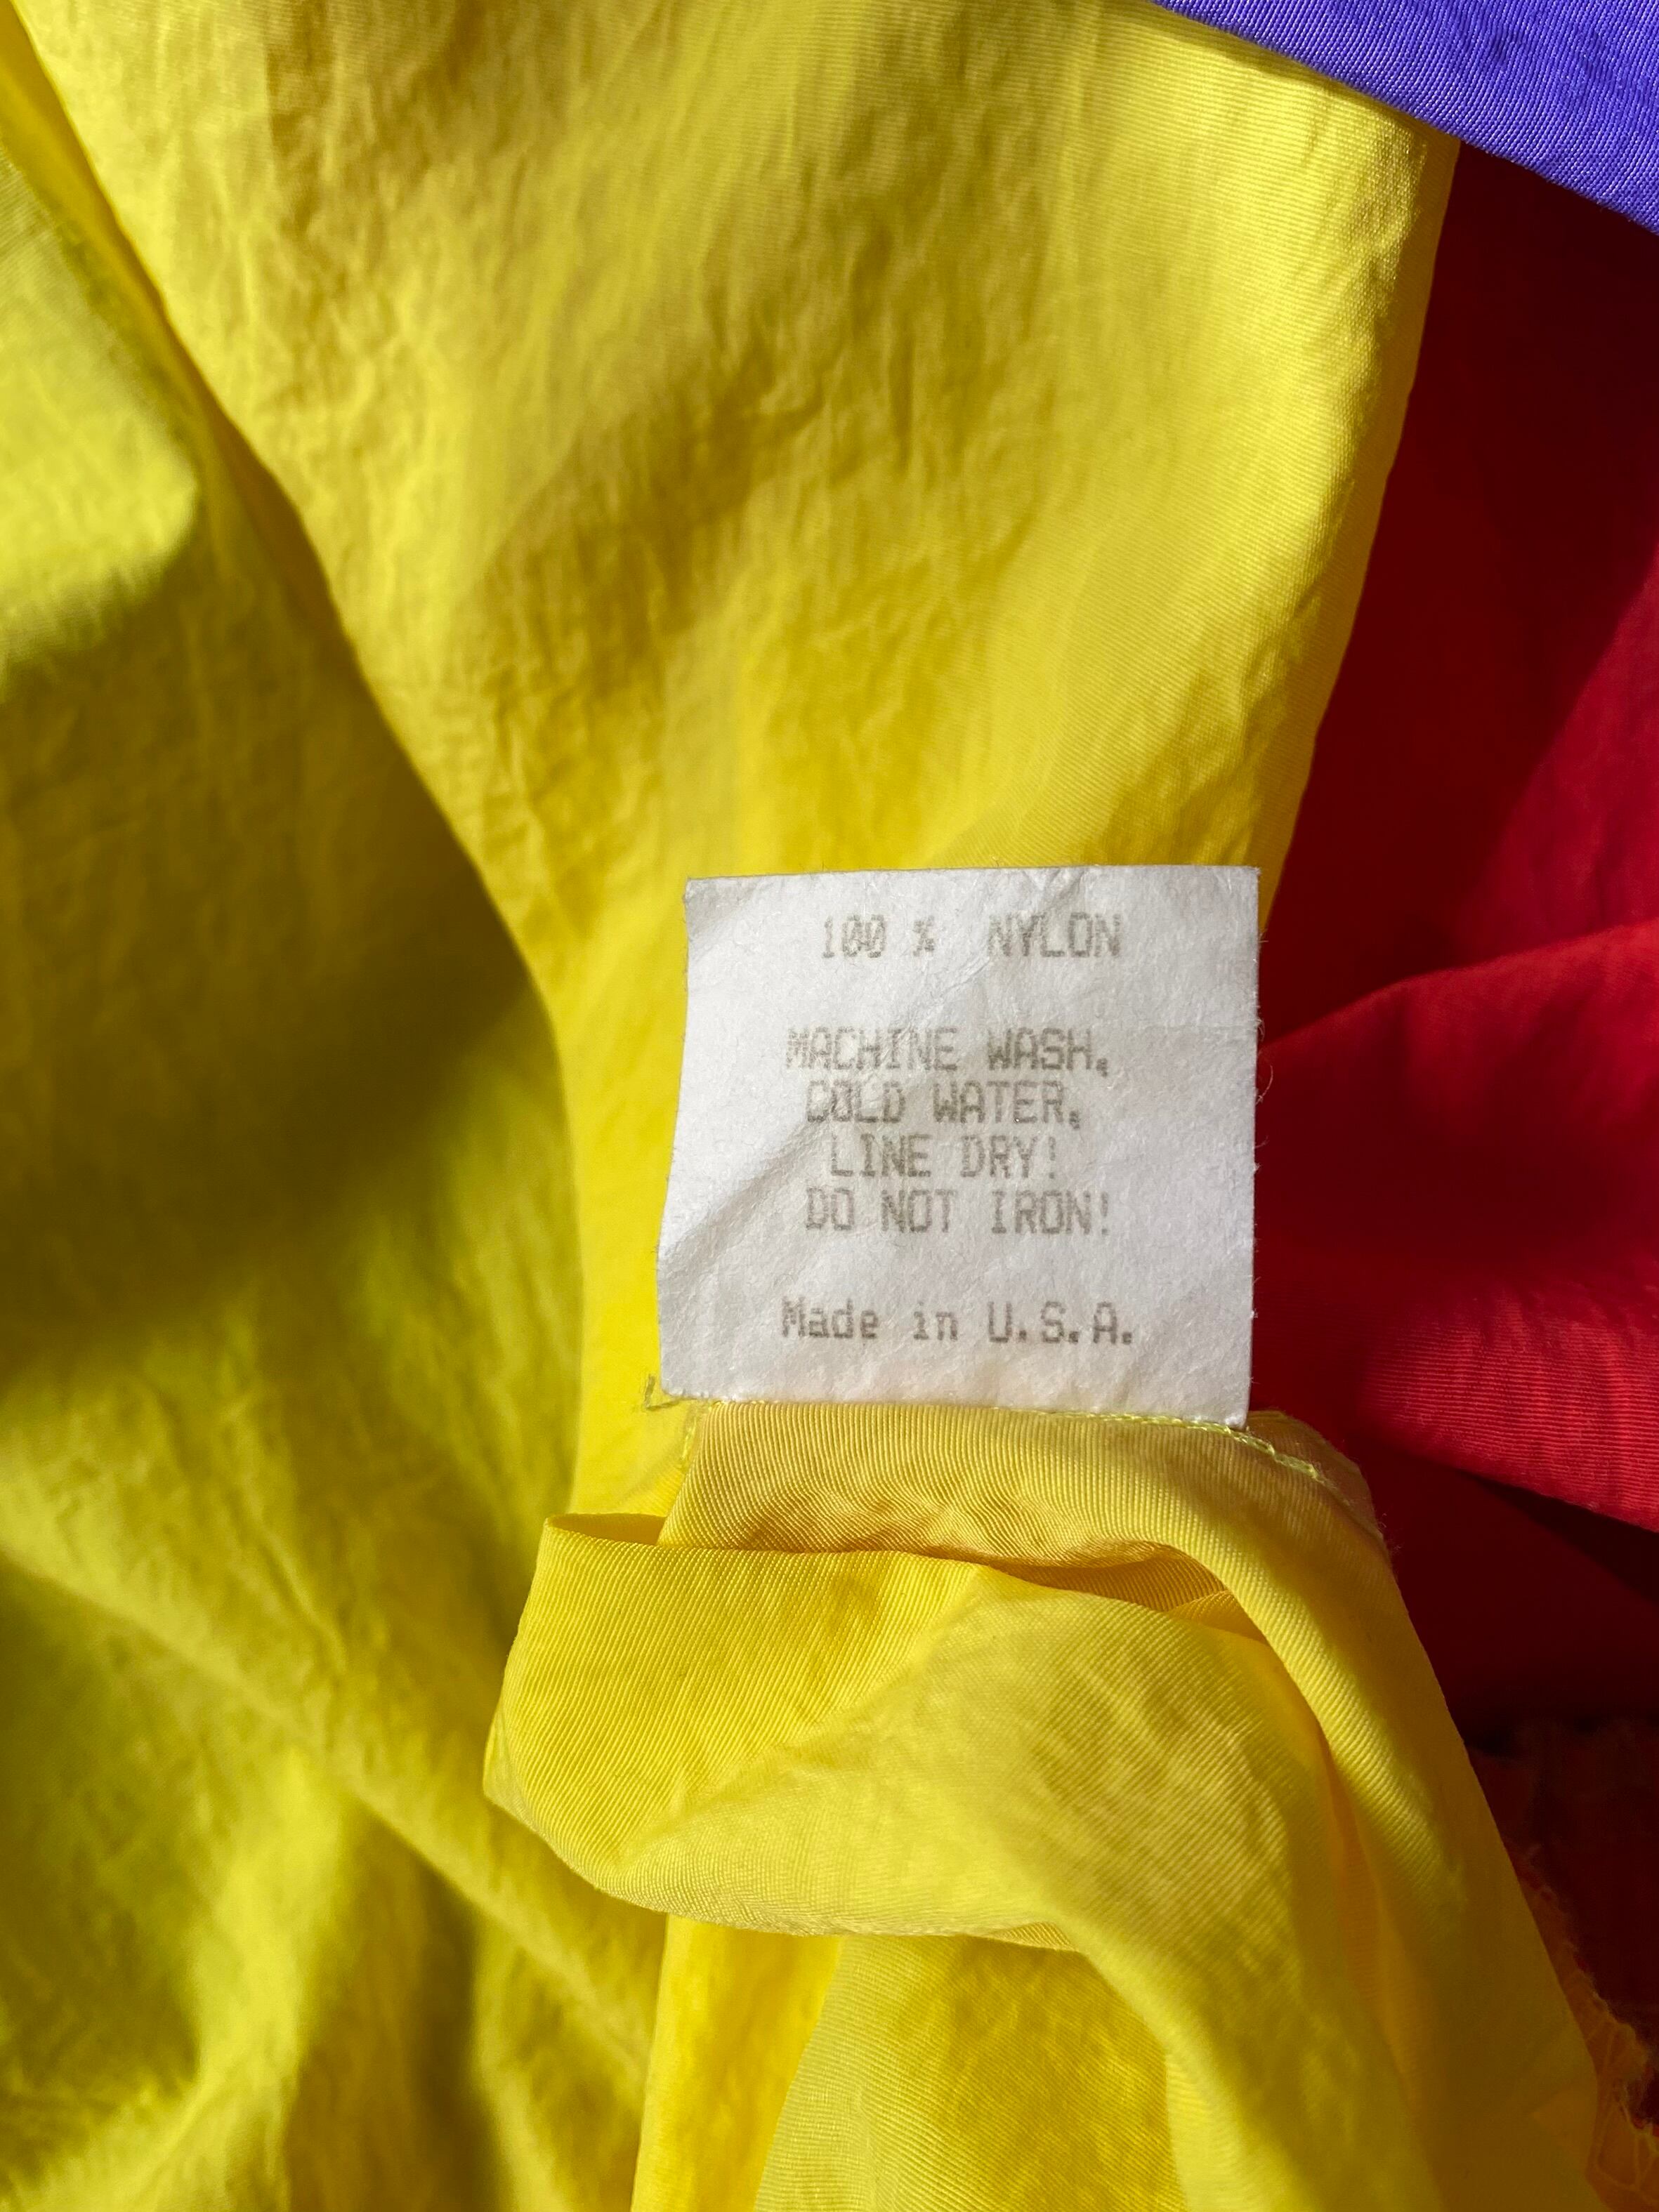 100 % NYLON
MACHINE WASH,
COLD WATER,
LINE DRY!
DO NOT IRON!
Made in U.S.A.